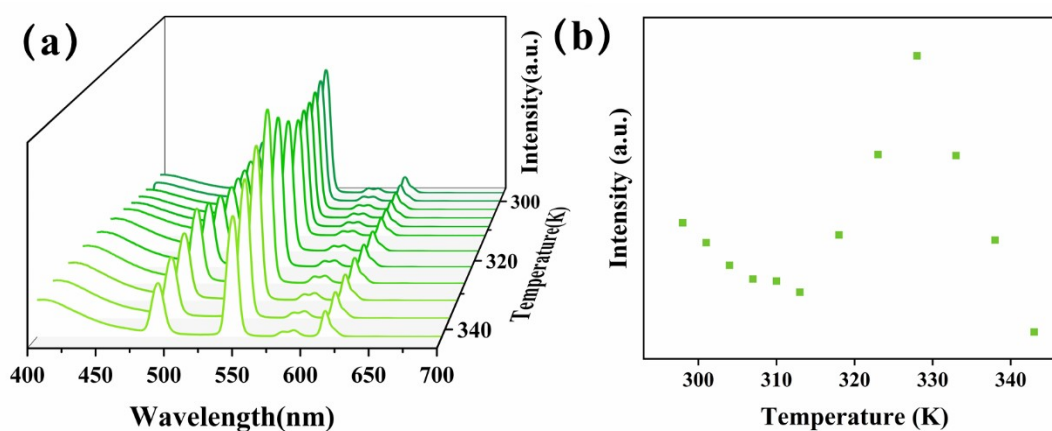 (a)
Intensity(a.u.)
300
320
340
Temperature(K)
400 450 500 550 600 650 700
Wavelength(nm)
(b)
Intensity (a.u.)
300 310 320 330 340
Temperature (K)